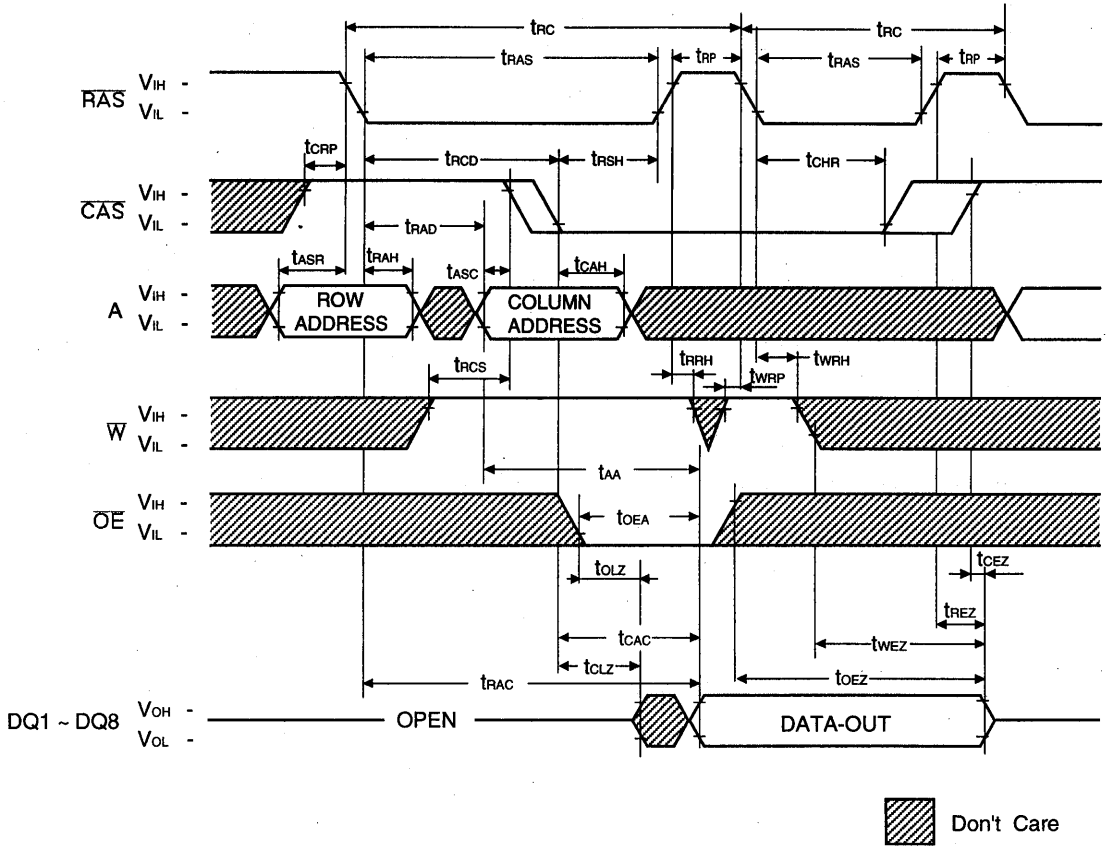 tRC tRC
tRAS tRP tRAS tRP
RAS VIH -
VIL -
tCRP tRCD tRSH tCHR
CAS VIH -
VIL -
tRAD
tASR tRAH tASC tCAH
A VIH -
VIL -
ROW ADDRESS
COLUMN ADDRESS
tRCS tRRH tWRP tWRH
W VIH -
VIL -
tAA
OE VIH -
VIL -
tOEA
tOLZ tCEZ
tREZ
tCAC tWEZ
tCLZ tOEZ
tRAC
DQ1 ~ DQ8 VOH -
VOL -
OPEN DATA-OUT
Don't Care